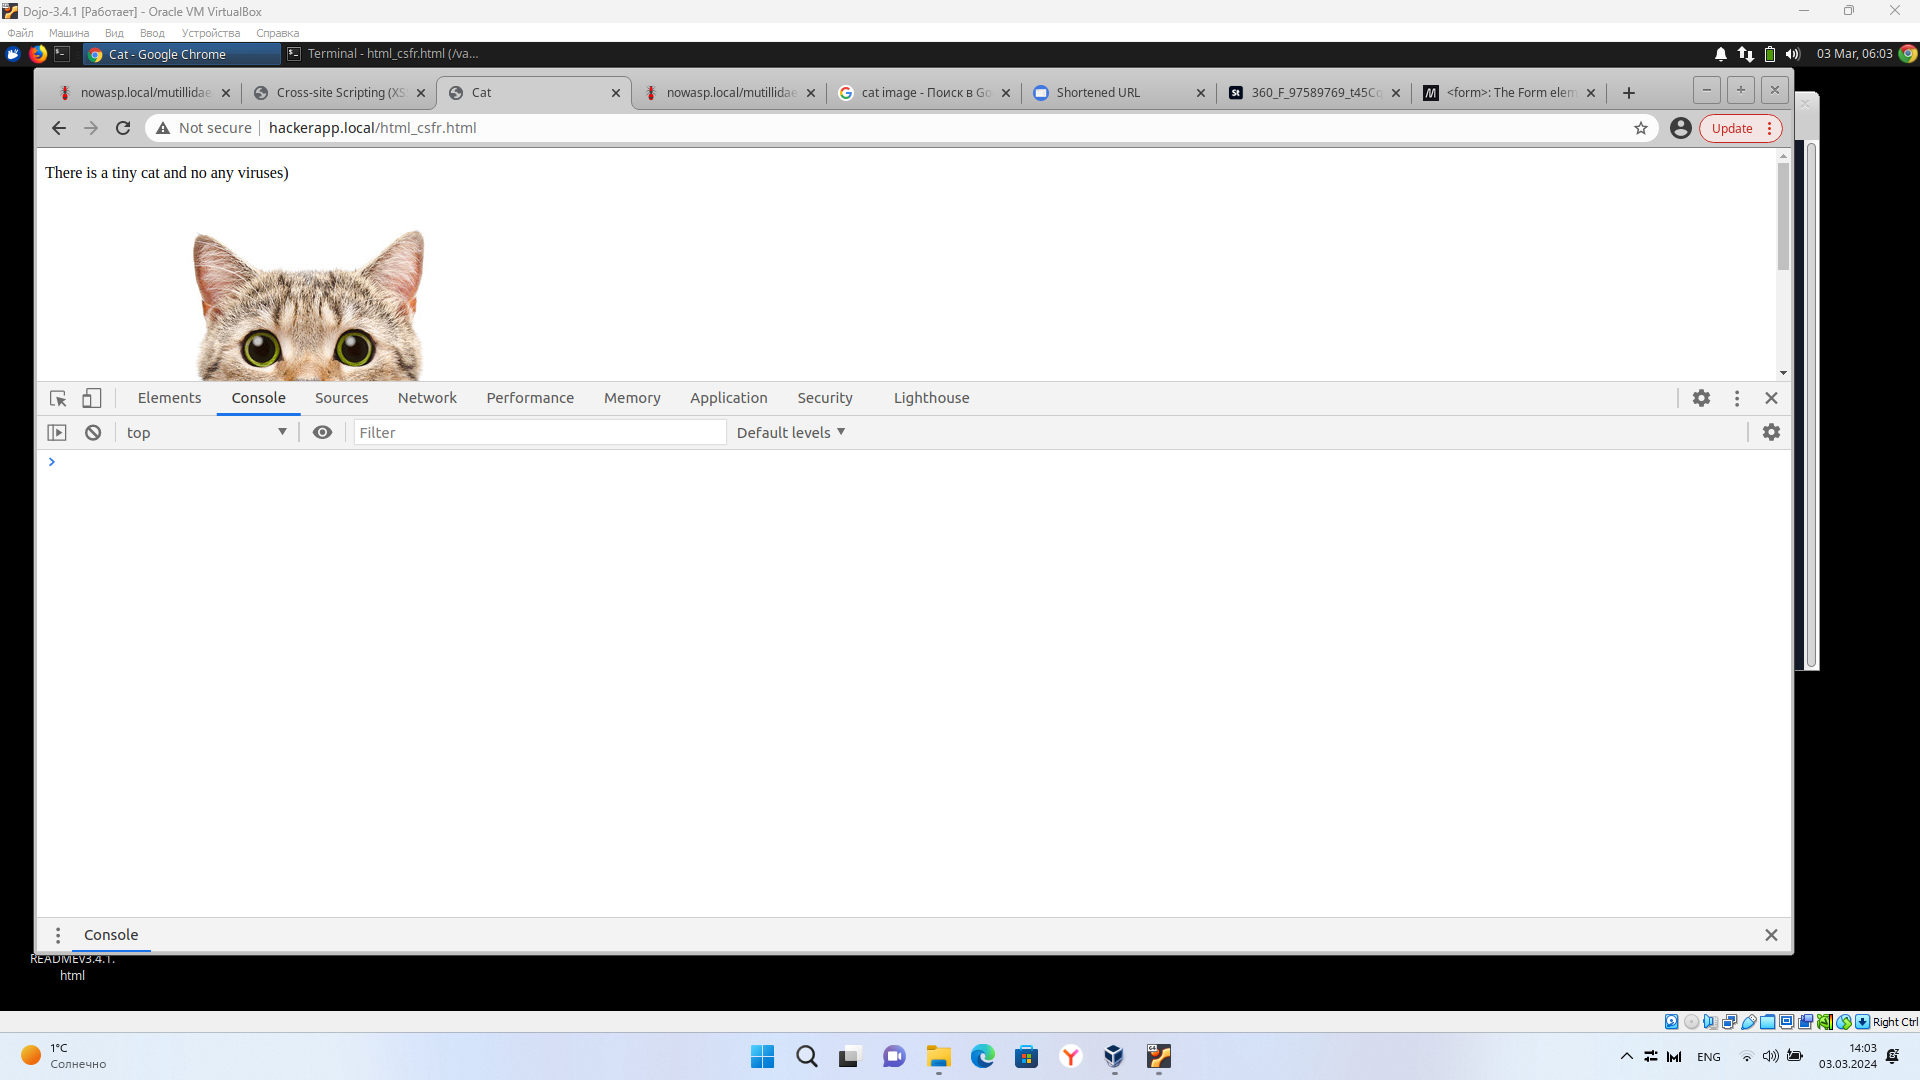 Dojo-3.4.1 [Работает] - Oracle VM VirtualBox
Файл Машина Вид Ввод Устройства Справка
Cat - Google Chrome
Terminal - html_csfr.html (/va...
03 Mar, 06:03
nowasp.local/mutillidae
Cross-site Scripting (XS
Cat
nowasp.local/mutillidae
cat image - Поиск в Go
Shortened URL
St
360_F_97589769_t45Cq
<form>: The Form elem
Not secure
hackerapp.local/html_csfr.html
Update
There is a tiny cat and no any viruses)
Elements Console Sources Network Performance Memory Application Security Lighthouse
top
Filter
Default levels
Console
READMEv3.4.1.
html
Right Ctrl
1°C
Солнечно
ENG
14:03
03.03.2024